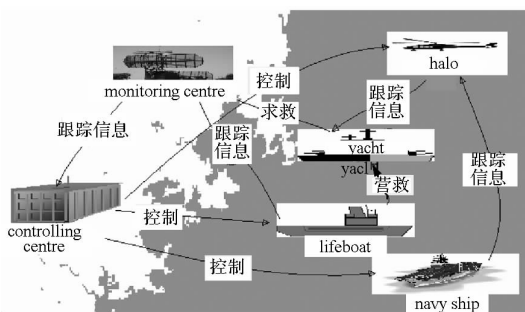 halo
monitoring centre
控制
求救
跟踪
信息
跟踪信息
跟踪
信息
yacht
yacht
营救
跟踪
信息
控制
controlling
centre
lifeboat
控制
navy ship